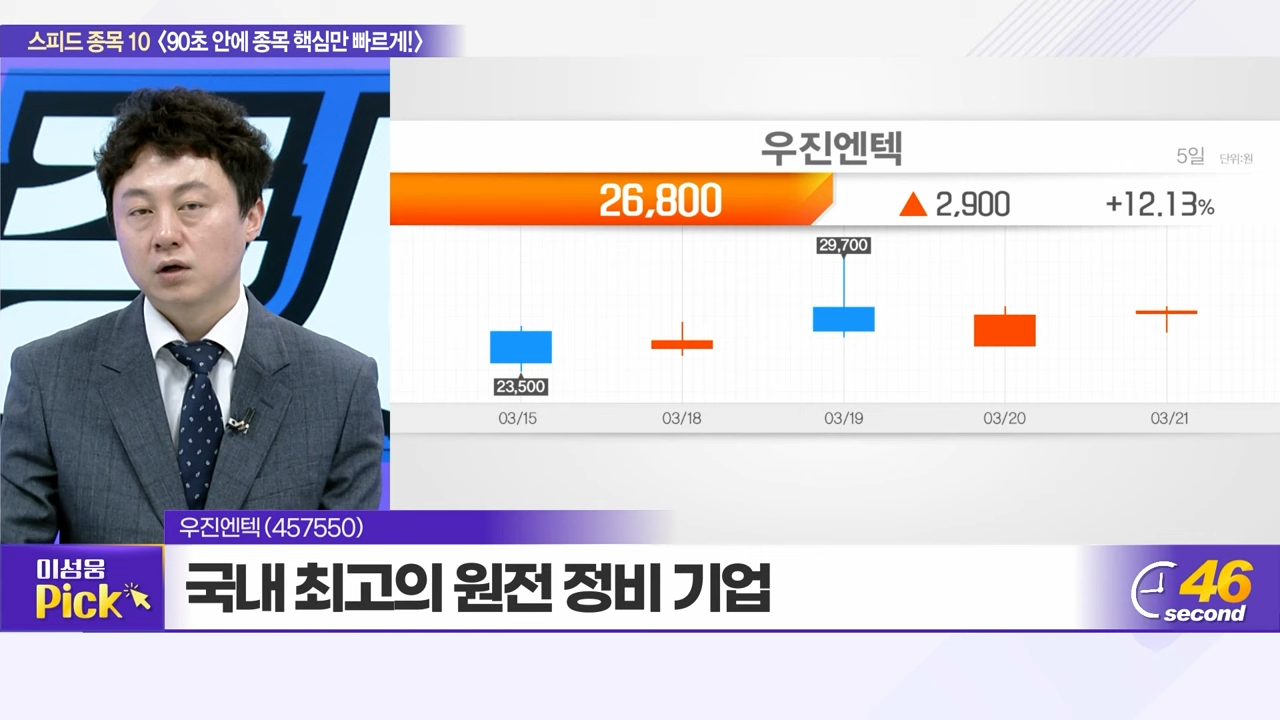 스피드 종목 10 〈90초 안에 종목 핵심만 빠르게!〉
우진엔텍
5일 단위:원
26,800 ▲ 2,900 +12.13%
29,700
23,500
03/15 03/18 03/19 03/20 03/21
우진엔텍(457550)
이성웅
Pick
국내 최고의 원전 정비 기업
46
second